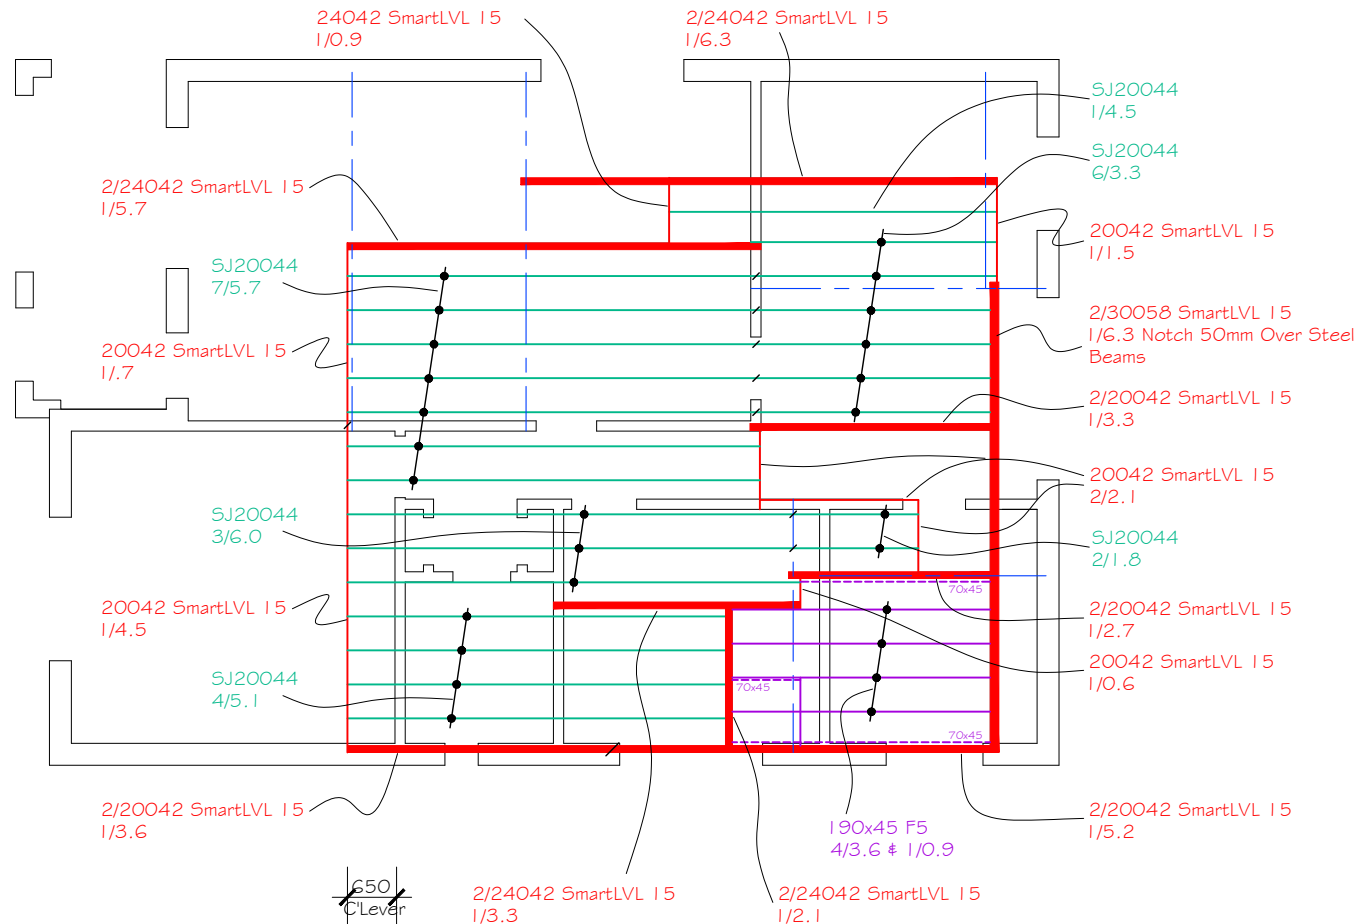 24042 SmartLVL 15
1/0.9
2/24042 SmartLVL 15
1/6.3
SJ20044
1/4.5
SJ20044
6/3.3
2/24042 SmartLVL 15
1/5.7
20042 SmartLVL 15
1/1.5
SJ20044
7/5.7
2/30058 SmartLVL 15
1/6.3 Notch 50mm Over Steel
Beams
20042 SmartLVL 15
1/.7
2/20042 SmartLVL 15
1/3.3
20042 SmartLVL 15
2/2.1
SJ20044
3/6.0
SJ20044
2/1.8
70x45
20042 SmartLVL 15
1/4.5
2/20042 SmartLVL 15
1/2.7
20042 SmartLVL 15
1/0.6
SJ20044
4/5.1
70x45
70x45
2/20042 SmartLVL 15
1/3.6
190x45 F5
4/3.6 & 1/0.9
2/20042 SmartLVL 15
1/5.2
650
C'Lever
2/24042 SmartLVL 15
1/3.3
2/24042 SmartLVL 15
1/2.1